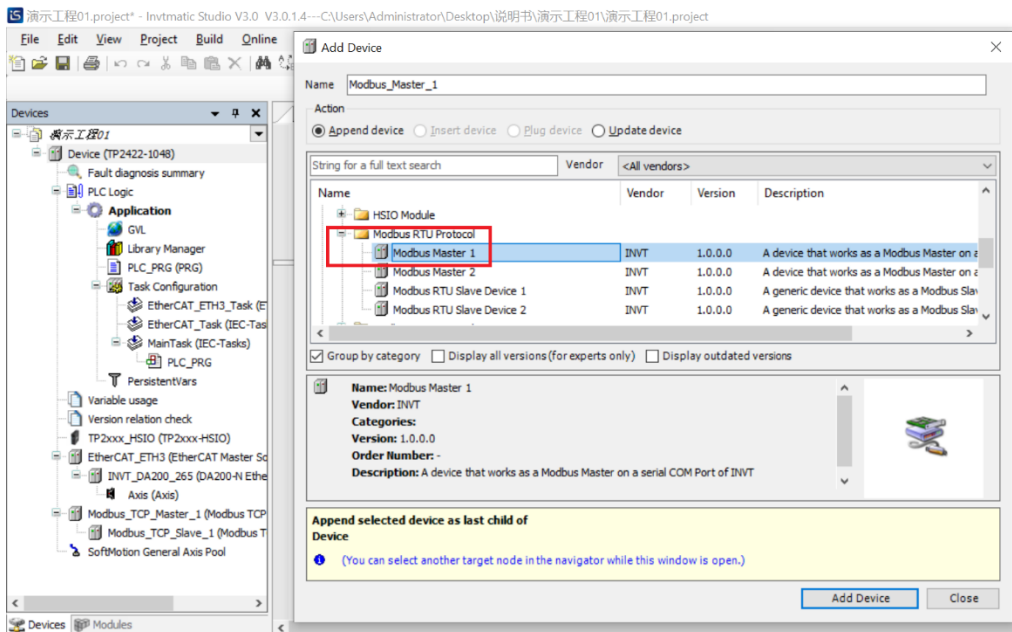 演示工程01.project* - Invtmatic Studio V3.0 V3.0.1.4---C:\Users\Administrator\Desktop\说明书\演示工程01\演示工程01.project
File Edit View Project Build Online
Devices
演示工程01
Device (TP2422-1048)
Fault diagnosis summary
PLC Logic
Application
GVL
Library Manager
PLC_PRG (PRG)
Task Configuration
EtherCAT_ETH3_Task (E
EtherCAT_Task (IEC-Tas
MainTask (IEC-Tasks)
PLC_PRG
PersistentVars
Variable usage
Version relation check
TP2xxx_HSIO (TP2xxx-HSIO)
EtherCAT_ETH3 (EtherCAT Master So
INVT_DA200_265 (DA200-N Ethe
Axis (Axis)
Modbus_TCP_Master_1 (Modbus TCP
Modbus_TCP_Slave_1 (Modbus T
SoftMotion General Axis Pool
Devices Modules
Add Device
Name Modbus_Master_1
Action
Append device Insert device Plug device Update device
String for a full text search Vendor <All vendors>
Name Vendor Version Description
HSIO Module
Modbus RTU Protocol
Modbus Master 1 INVT 1.0.0.0 A device that works as a Modbus Master on a
Modbus Master 2 INVT 1.0.0.0 A device that works as a Modbus Master on a
Modbus RTU Slave Device 1 INVT 1.0.0.0 A generic device that works as a Modbus Slav
Modbus RTU Slave Device 2 INVT 1.0.0.0 A generic device that works as a Modbus Slav
Group by category Display all versions (for experts only) Display outdated versions
Name: Modbus Master 1
Vendor: INVT
Categories:
Version: 1.0.0.0
Order Number: -
Description: A device that works as a Modbus Master on a serial COM Port of INVT
Append selected device as last child of
Device
(You can select another target node in the navigator while this window is open.)
Add Device Close